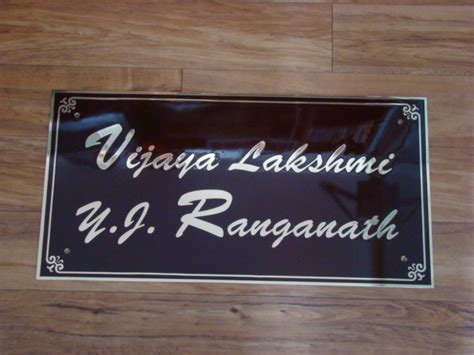 Vijaya Lakshmi
Y.J. Ranganath